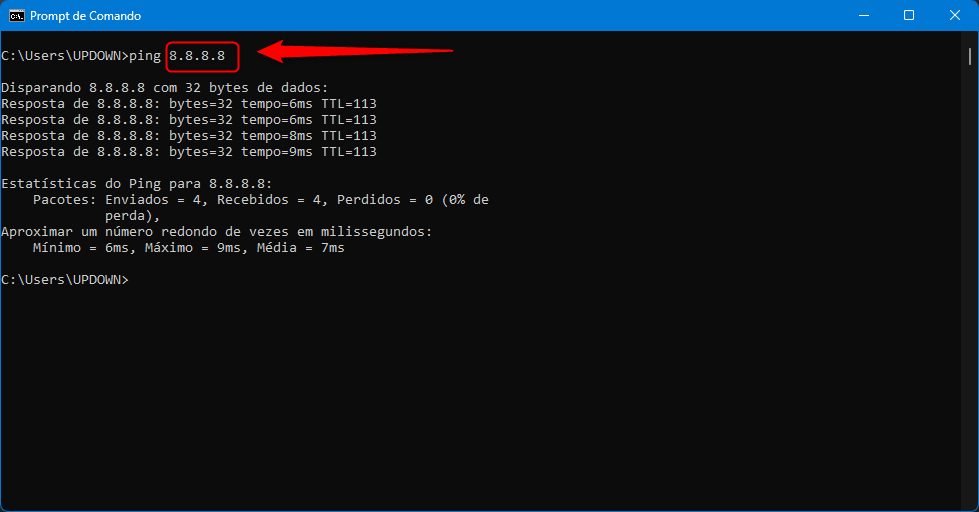 Prompt de Comando
C:\Users\UPDOWN>ping 8.8.8.8
Disparando 8.8.8.8 com 32 bytes de dados:
Resposta de 8.8.8.8: bytes=32 tempo=6ms TTL=113
Resposta de 8.8.8.8: bytes=32 tempo=6ms TTL=113
Resposta de 8.8.8.8: bytes=32 tempo=8ms TTL=113
Resposta de 8.8.8.8: bytes=32 tempo=9ms TTL=113
Estatísticas do Ping para 8.8.8.8:
Pacotes: Enviados = 4, Recebidos = 4, Perdidos = 0 (0% de
perda),
Aproximar um número redondo de vezes em milissegundos:
Mínimo = 6ms, Máximo = 9ms, Média = 7ms
C:\Users\UPDOWN>